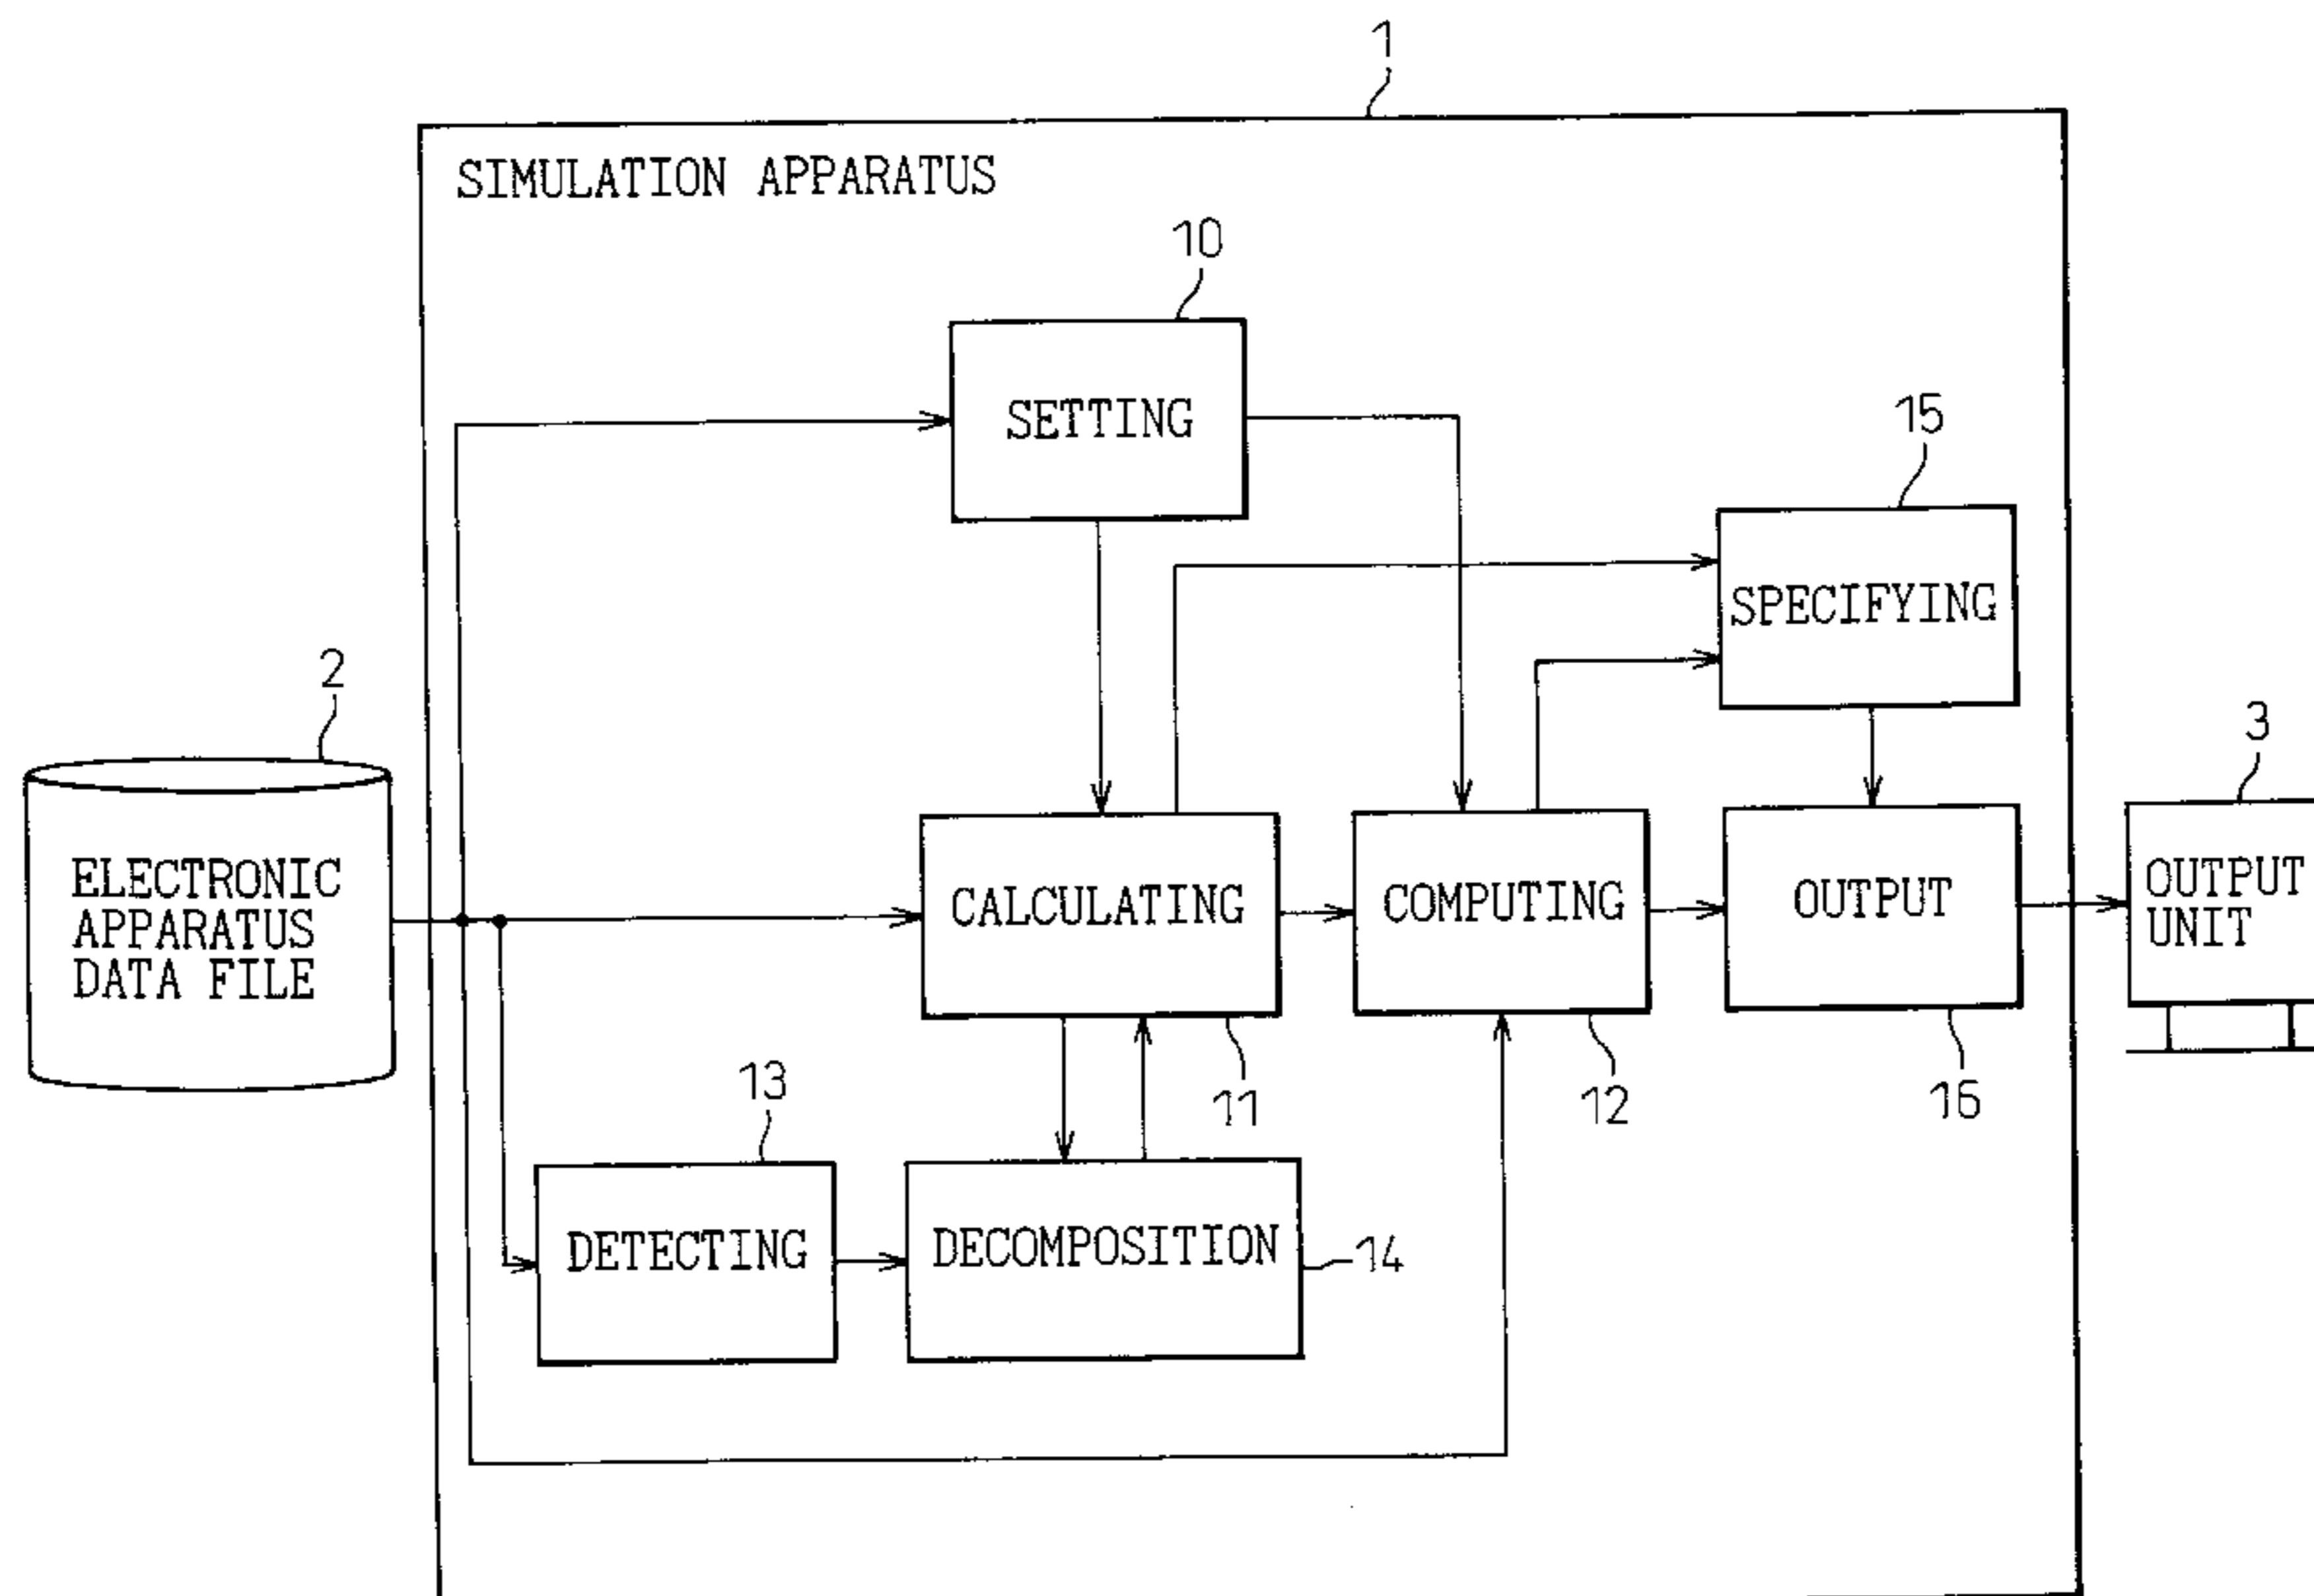 1
SIMULATION APPARATUS
10
SETTING
15
SPECIFYING
2
3
ELECTRONIC
APPARATUS
DATA FILE
CALCULATING
COMPUTING
OUTPUT
OUTPUT
UNIT
13
11
12
16
DETECTING
DECOMPOSITION
14